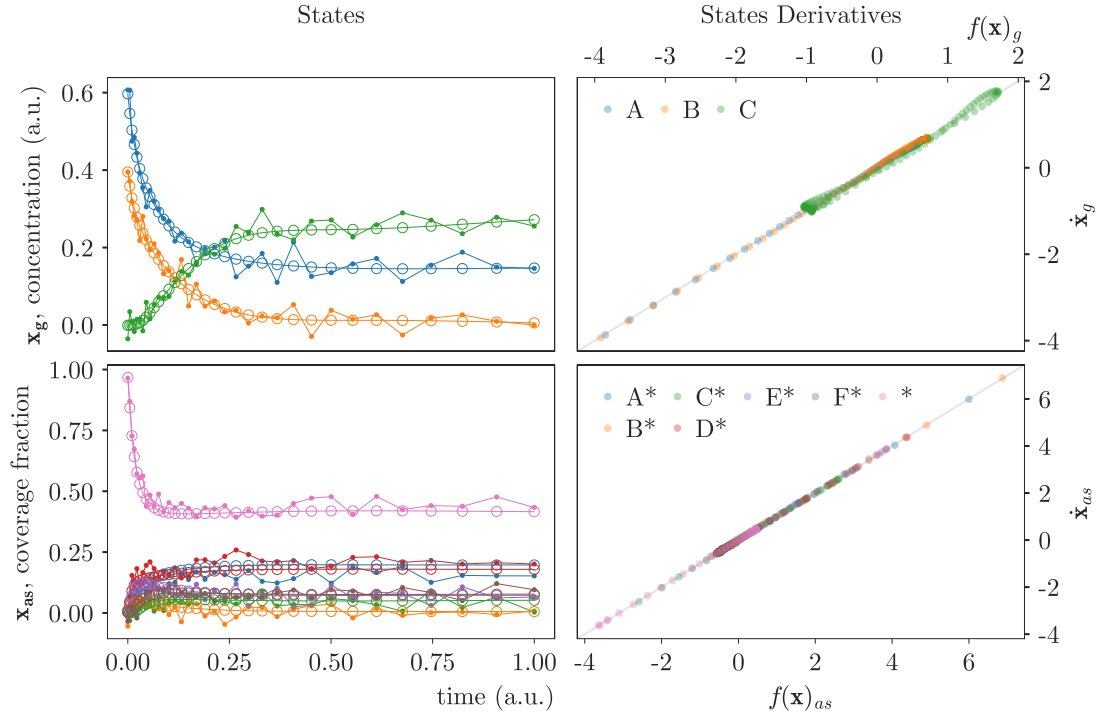 States
States Derivatives
f(x)_g
-4 -3 -2 -1 0 1 2
0.6
0.4
0.2
0.0
x_g, concentration (a.u.)
A B C
2
0
-2
-4
ẋ_g
1.00
0.75
0.50
0.25
0.00
x_as, coverage fraction
0.00 0.25 0.50 0.75 1.00
time (a.u.)
A* C* E* F* *
B* D*
6
4
2
0
-2
-4
ẋ_as
-4 -2 0 2 4 6
f(x)_as